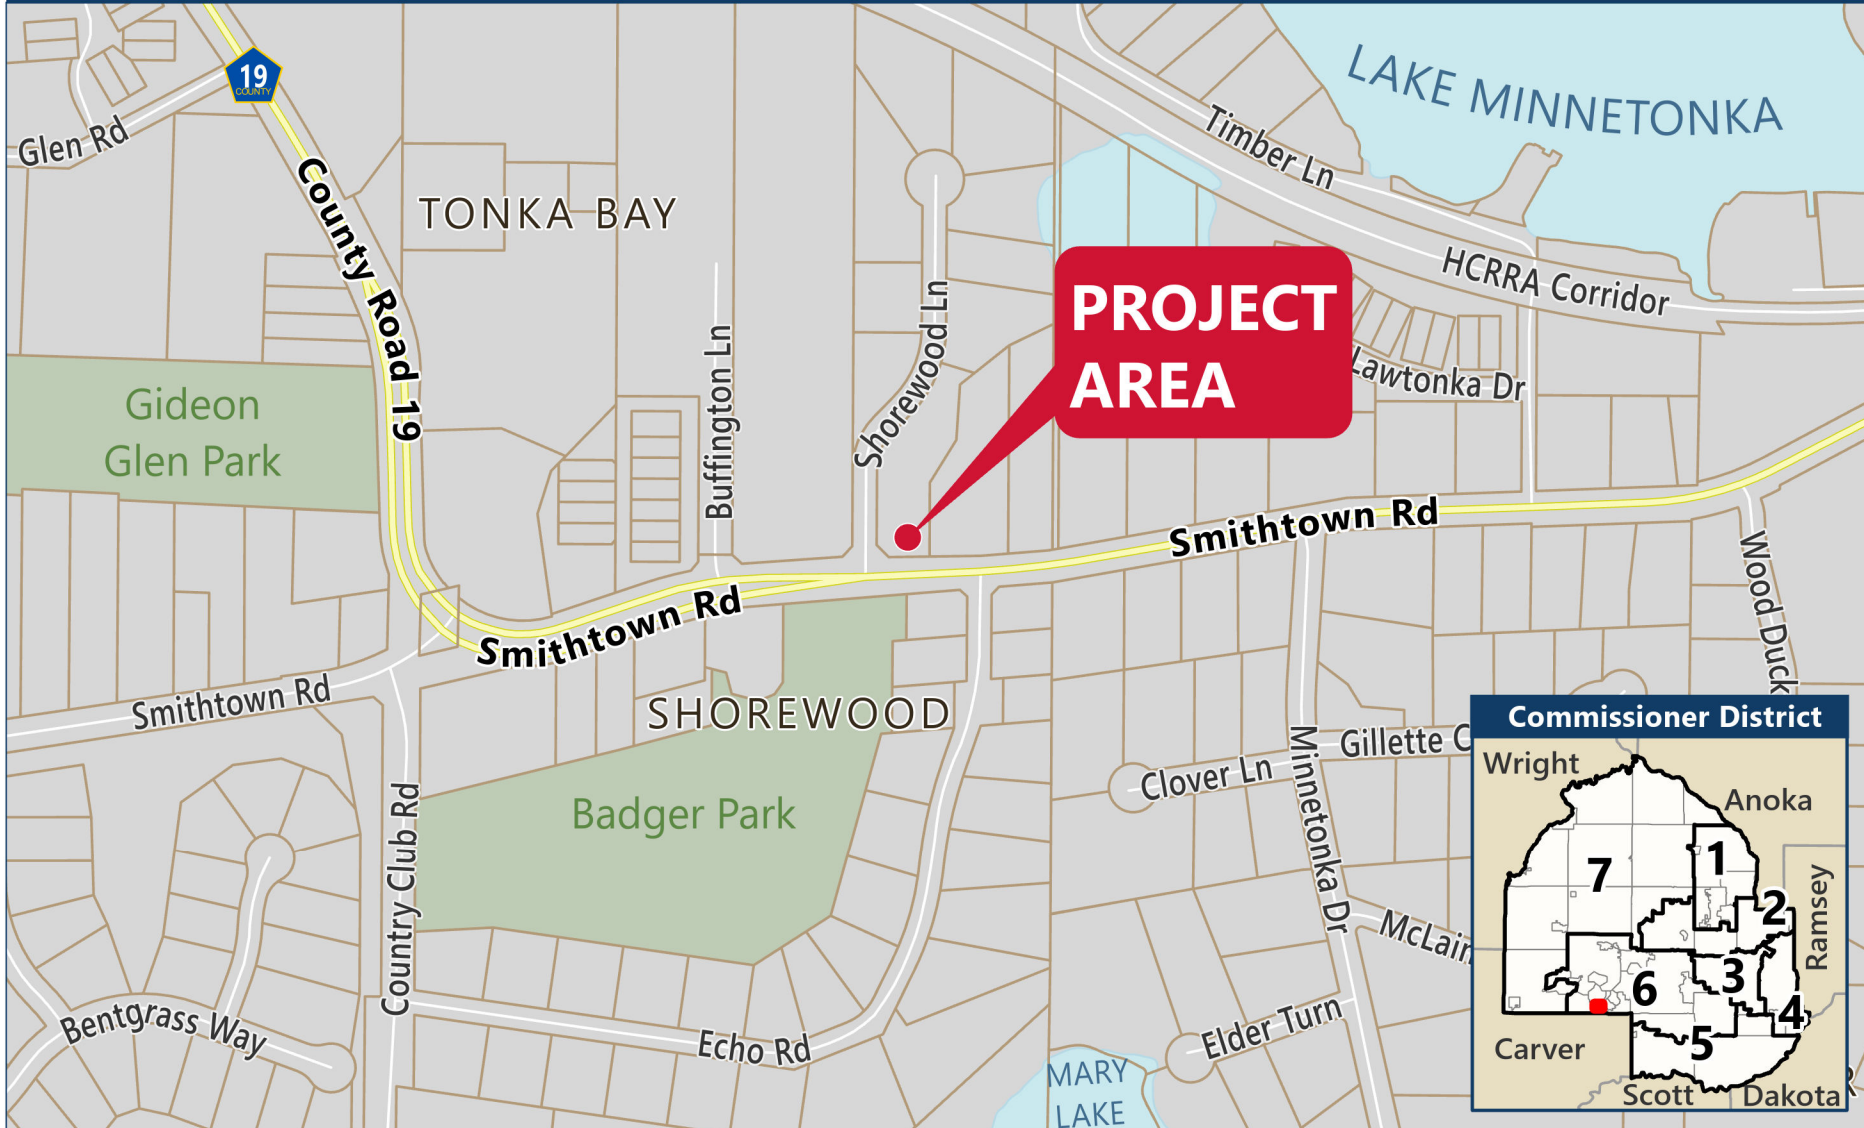 19
COUNTY
Glen Rd
County Road 19
TONKA BAY
LAKE MINNETONKA
Timber Ln
HCRRA Corridor
PROJECT
AREA
Lawtonka Dr
Shorewood Ln
Buffington Ln
Gideon
Glen Park
Smithtown Rd
Smithtown Rd
Smithtown Rd
Wood Duck
SHOREWOOD
Badger Park
Country Club Rd
Minnetonka Dr
Gillette C
Clover Ln
McLain
Elder Turn
Echo Rd
Bentgrass Way
MARY
LAKE
Commissioner District
Wright
Anoka
Ramsey
7
1
2
3
6
4
5
Carver
Scott
Dakota